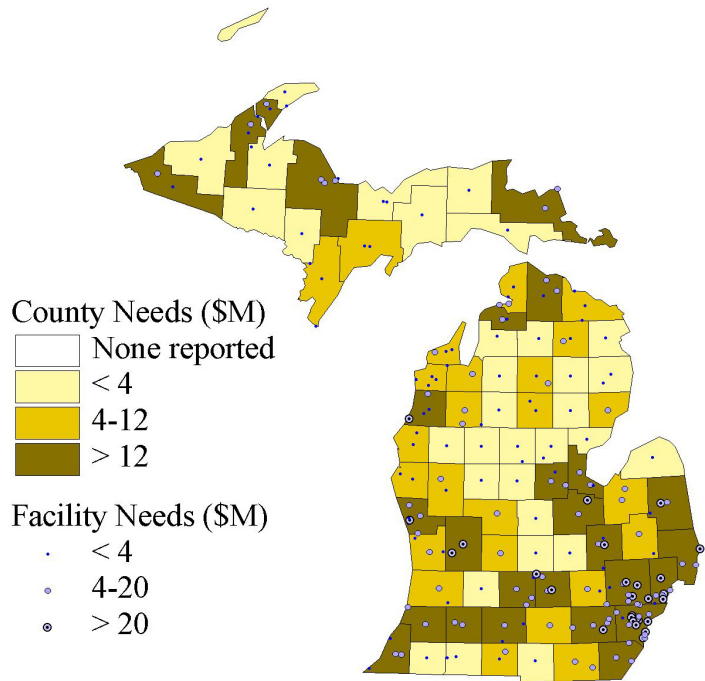 County Needs ($M)
None reported
< 4
4-12
> 12
Facility Needs ($M)
< 4
4-20
> 20